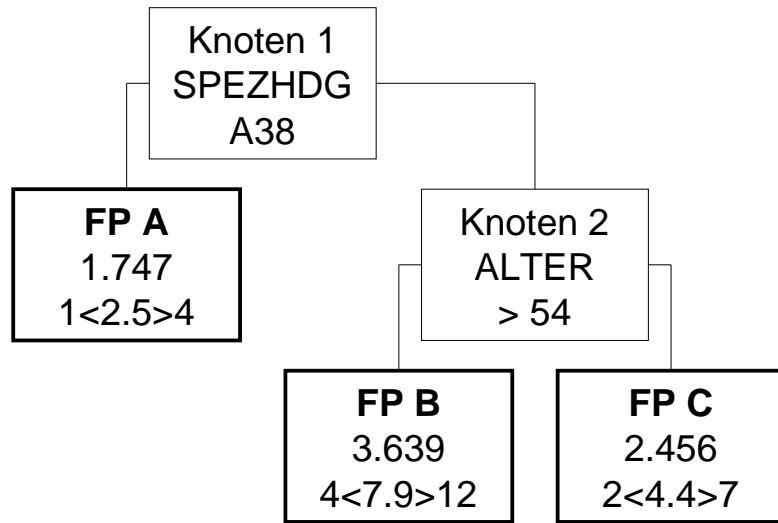 Knoten 1
SPEZHDG
A38
FP A
1.747
1<2.5>4
Knoten 2
ALTER
> 54
FP B
3.639
4<7.9>12
FP C
2.456
2<4.4>7